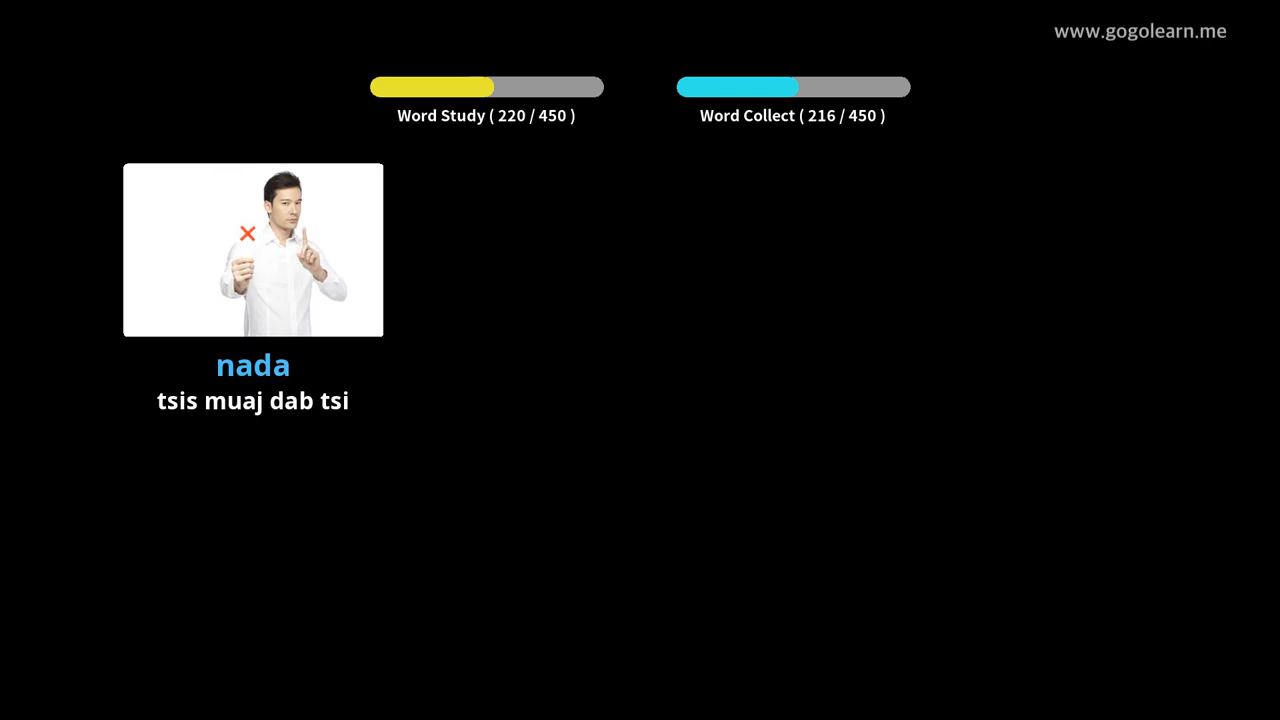 www.gogolearn.me
Word Study ( 220 / 450 )
Word Collect ( 216 / 450 )
nada
tsis muaj dab tsi